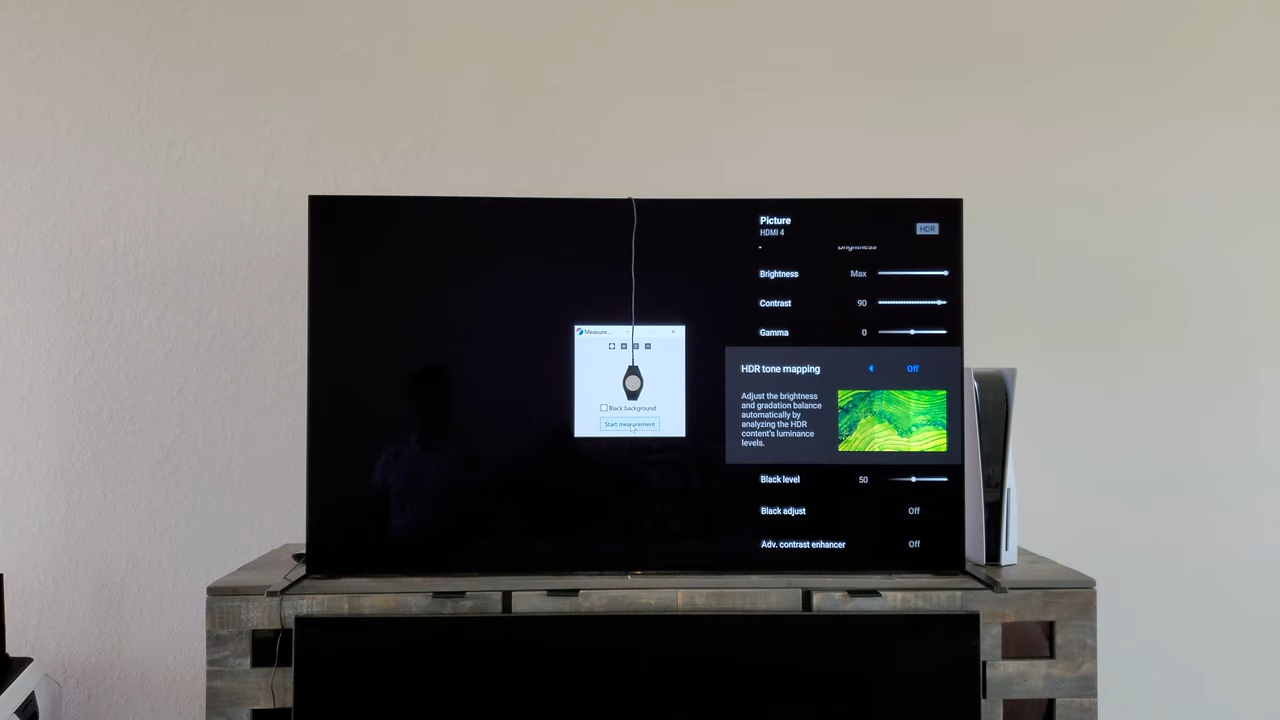 Picture
HDMI 4
HDR
Brightness
Brightness Max
Contrast 90
Gamma 0
HDR tone mapping Off
Adjust the brightness
and gradation balance
automatically by
analyzing the HDR
content's luminance
levels.
Black level 50
Black adjust Off
Adv. contrast enhancer Off
Measure...
Black background
Start measurement